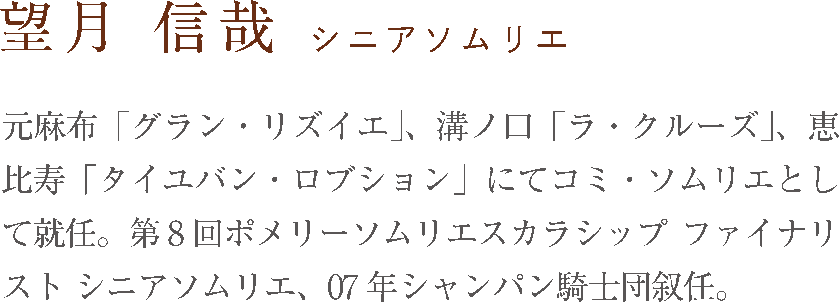 望月 信哉 シニアソムリエ
元麻布「グラン・リズイエ」、溝ノ口「ラ・クルーズ」、恵
比寿「タイユバン・ロブション」にてコミ・ソムリエとし
て就任。第8回ポメリーソムリエスカラシップ ファイナリ
スト シニアソムリエ、07年シャンパン騎士団叙任。